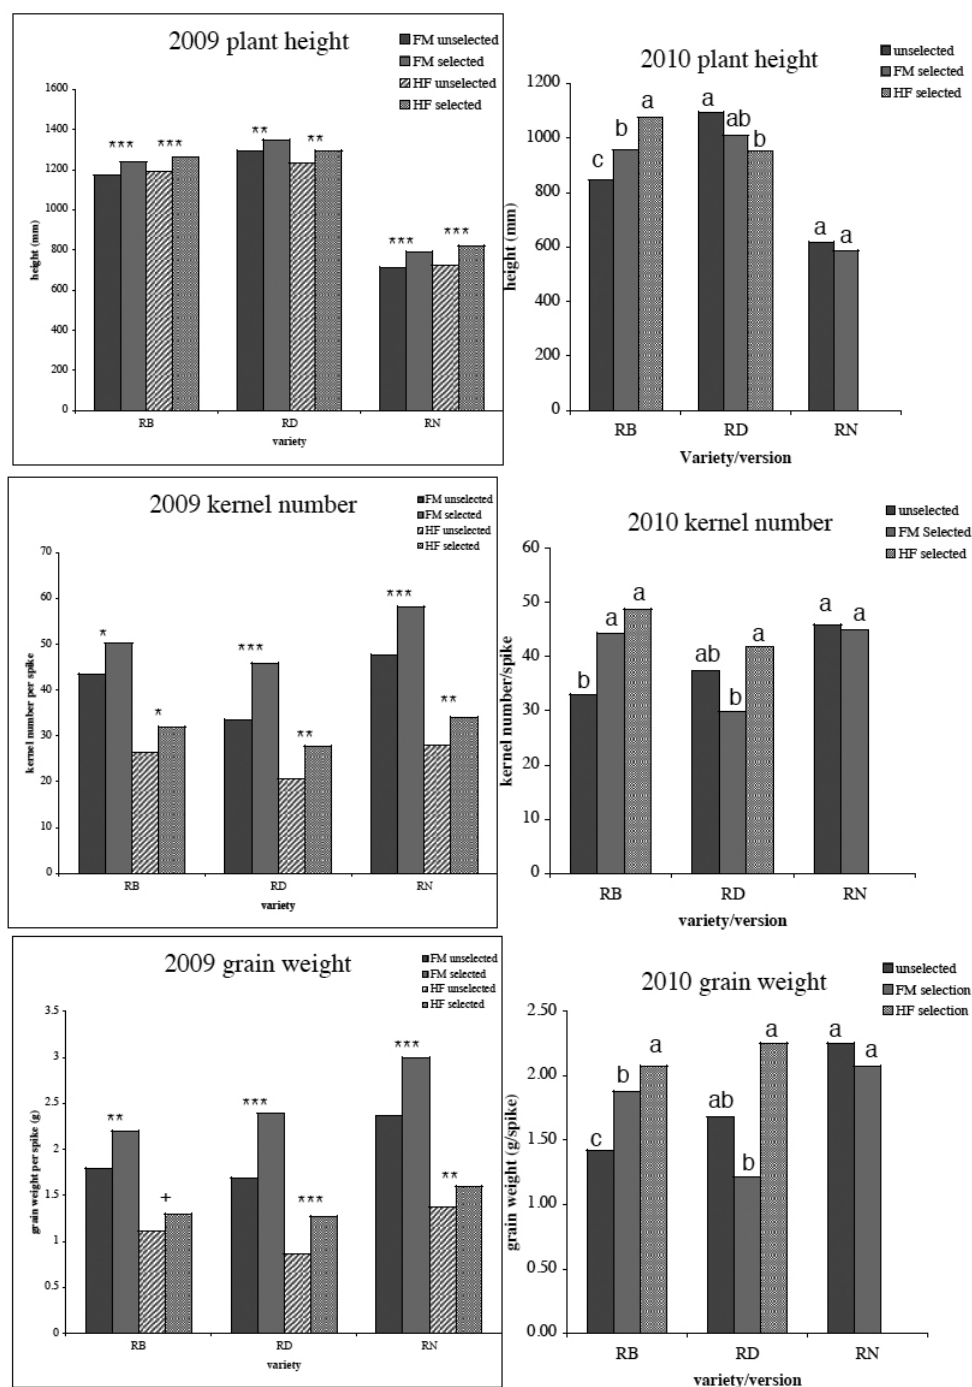 2009 plant height
FM unselected
FM selected
HF unselected
HF selected
1600
1400
1200
1000
800
600
400
200
0
height (mm)
*** ***
** **
*** ***
RB RD RN
variety
2010 plant height
unselected
FM selected
HF selected
1200
1000
800
600
400
200
0
height (mm)
c b a
a ab b
a a
RB RD RN
Variety/version
2009 kernel number
FM unselected
FM selected
HF unselected
HF selected
70
60
50
40
30
20
10
0
kernel number per spike
* *
*** **
*** **
RB RD RN
variety
2010 kernel number
unselected
FM Selected
HF selected
60
50
40
30
20
10
0
kernel number/spike
b a a
ab b a
a a
RB RD RN
variety/version
2009 grain weight
FM unselected
FM selected
HF unselected
HF selected
3.5
3
2.5
2
1.5
1
0.5
0
grain weight per spike (g)
** +
*** ***
*** **
RB RD RN
variety
2010 grain weight
unselected
FM selection
HF selection
2.50
2.00
1.50
1.00
0.50
0.00
grain weight (g/spike)
c b a
ab b a
a a
RB RD RN
variety/version